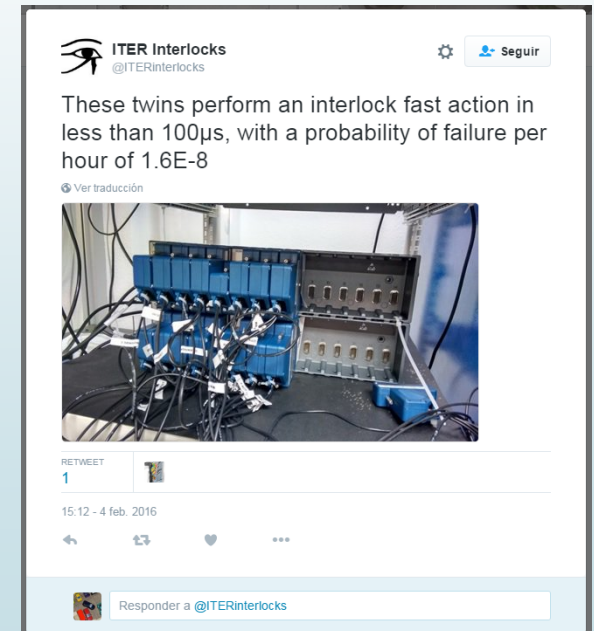 ITER Interlocks
@ITERinterlocks
Seguir
These twins perform an interlock fast action in
less than 100µs, with a probability of failure per
hour of 1.6E-8
Ver traducción
RETWEET
1
15:12 - 4 feb. 2016
Responder a @ITERinterlocks